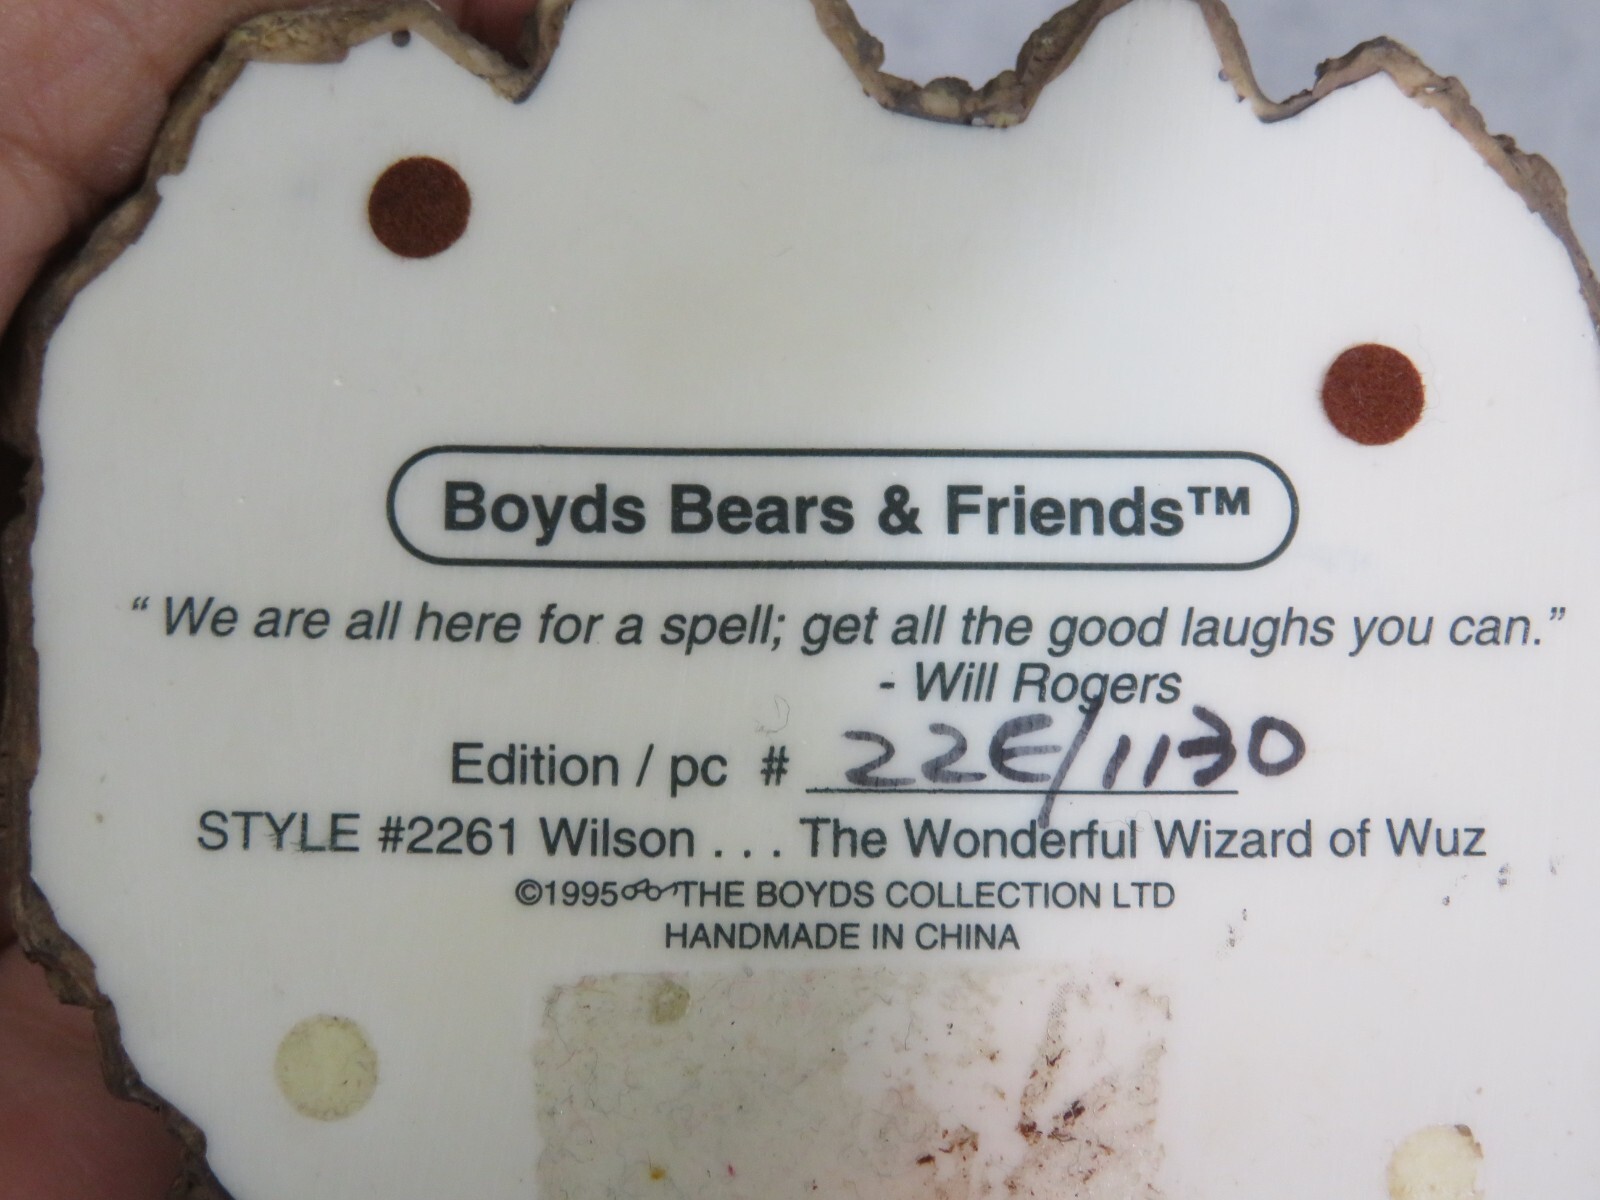 Boyds Bears & Friends™
“ We are all here for a spell; get all the good laughs you can.”
- Will Rogers
Edition / pc # 22E/1130
STYLE #2261 Wilson . . . The Wonderful Wizard of Wuz
©1995 THE BOYDS COLLECTION LTD
HANDMADE IN CHINA